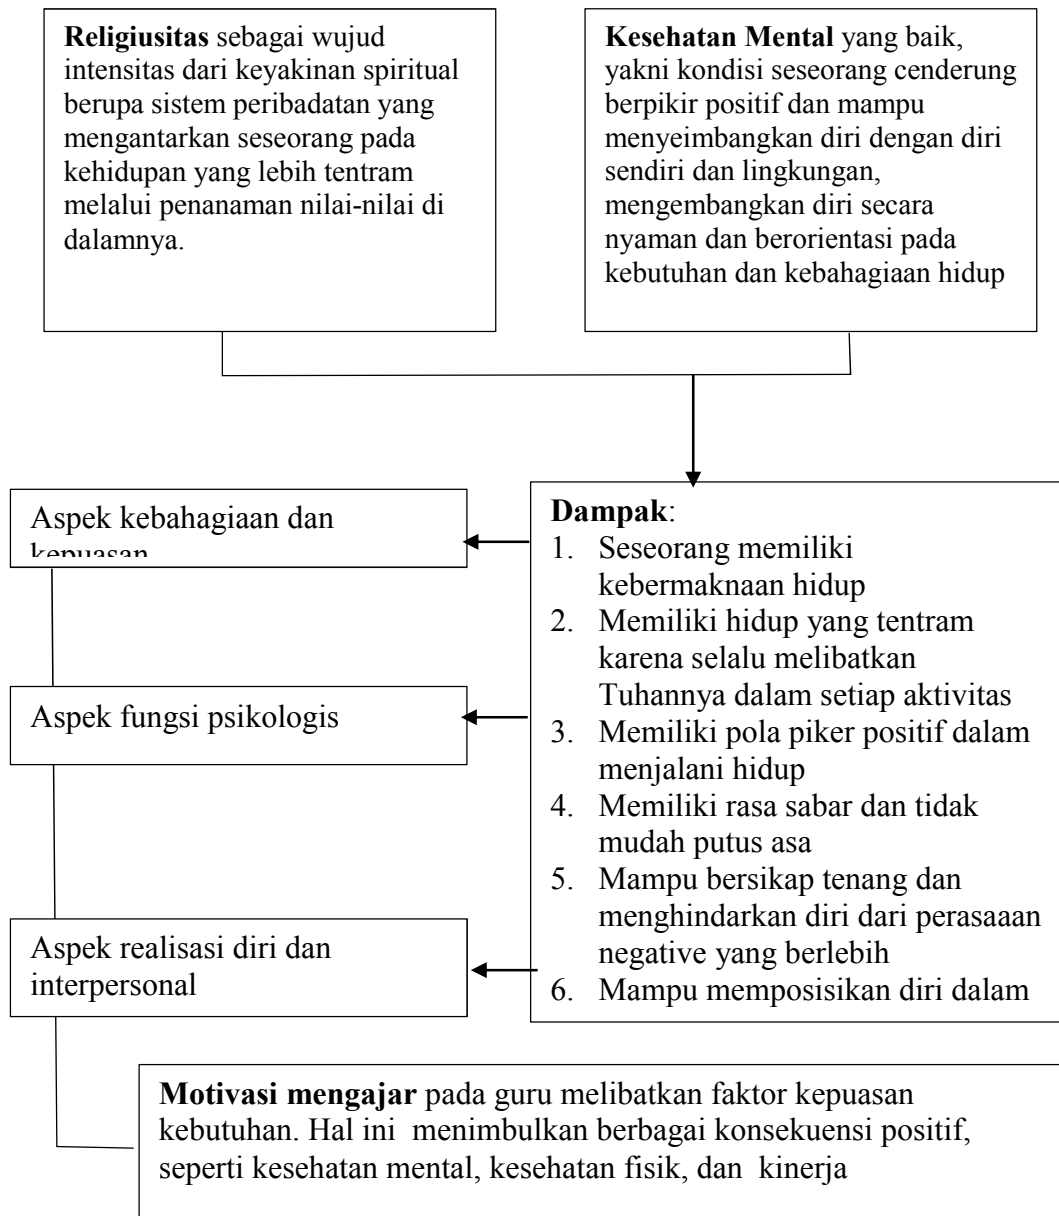 Religiusitas sebagai wujud
intensitas dari keyakinan spiritual
berupa sistem peribadatan yang
mengantarkan seseorang pada
kehidupan yang lebih tentram
melalui penanaman nilai-nilai di
dalamnya.
Kesehatan Mental yang baik,
yakni kondisi seseorang cenderung
berpikir positif dan mampu
menyeimbangkan diri dengan diri
sendiri dan lingkungan,
mengembangkan diri secara
nyaman dan berorientasi pada
kebutuhan dan kebahagiaan hidup
Aspek kebahagiaan dan
kepuasan
Aspek fungsi psikologis
Aspek realisasi diri dan
interpersonal
Dampak:
1. Seseorang memiliki
kebermaknaan hidup
2. Memiliki hidup yang tentram
karena selalu melibatkan
Tuhannya dalam setiap aktivitas
3. Memiliki pola piker positif dalam
menjalani hidup
4. Memiliki rasa sabar dan tidak
mudah putus asa
5. Mampu bersikap tenang dan
menghindarkan diri dari perasaaan
negative yang berlebih
6. Mampu memposisikan diri dalam
Motivasi mengajar pada guru melibatkan faktor kepuasan
kebutuhan. Hal ini menimbulkan berbagai konsekuensi positif,
seperti kesehatan mental, kesehatan fisik, dan kinerja